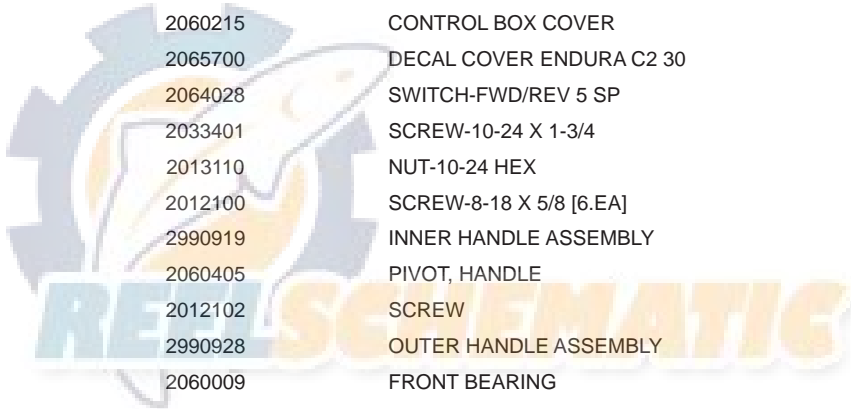 2060215 CONTROL BOX COVER
2065700 DECAL COVER ENDURA C2 30
2064028 SWITCH-FWD/REV 5 SP
2033401 SCREW-10-24 X 1-3/4
2013110 NUT-10-24 HEX
2012100 SCREW-8-18 X 5/8 [6.EA]
2990919 INNER HANDLE ASSEMBLY
2060405 PIVOT, HANDLE
2012102 SCREW
REELSCHEMATIC
2990928 OUTER HANDLE ASSEMBLY
2060009 FRONT BEARING